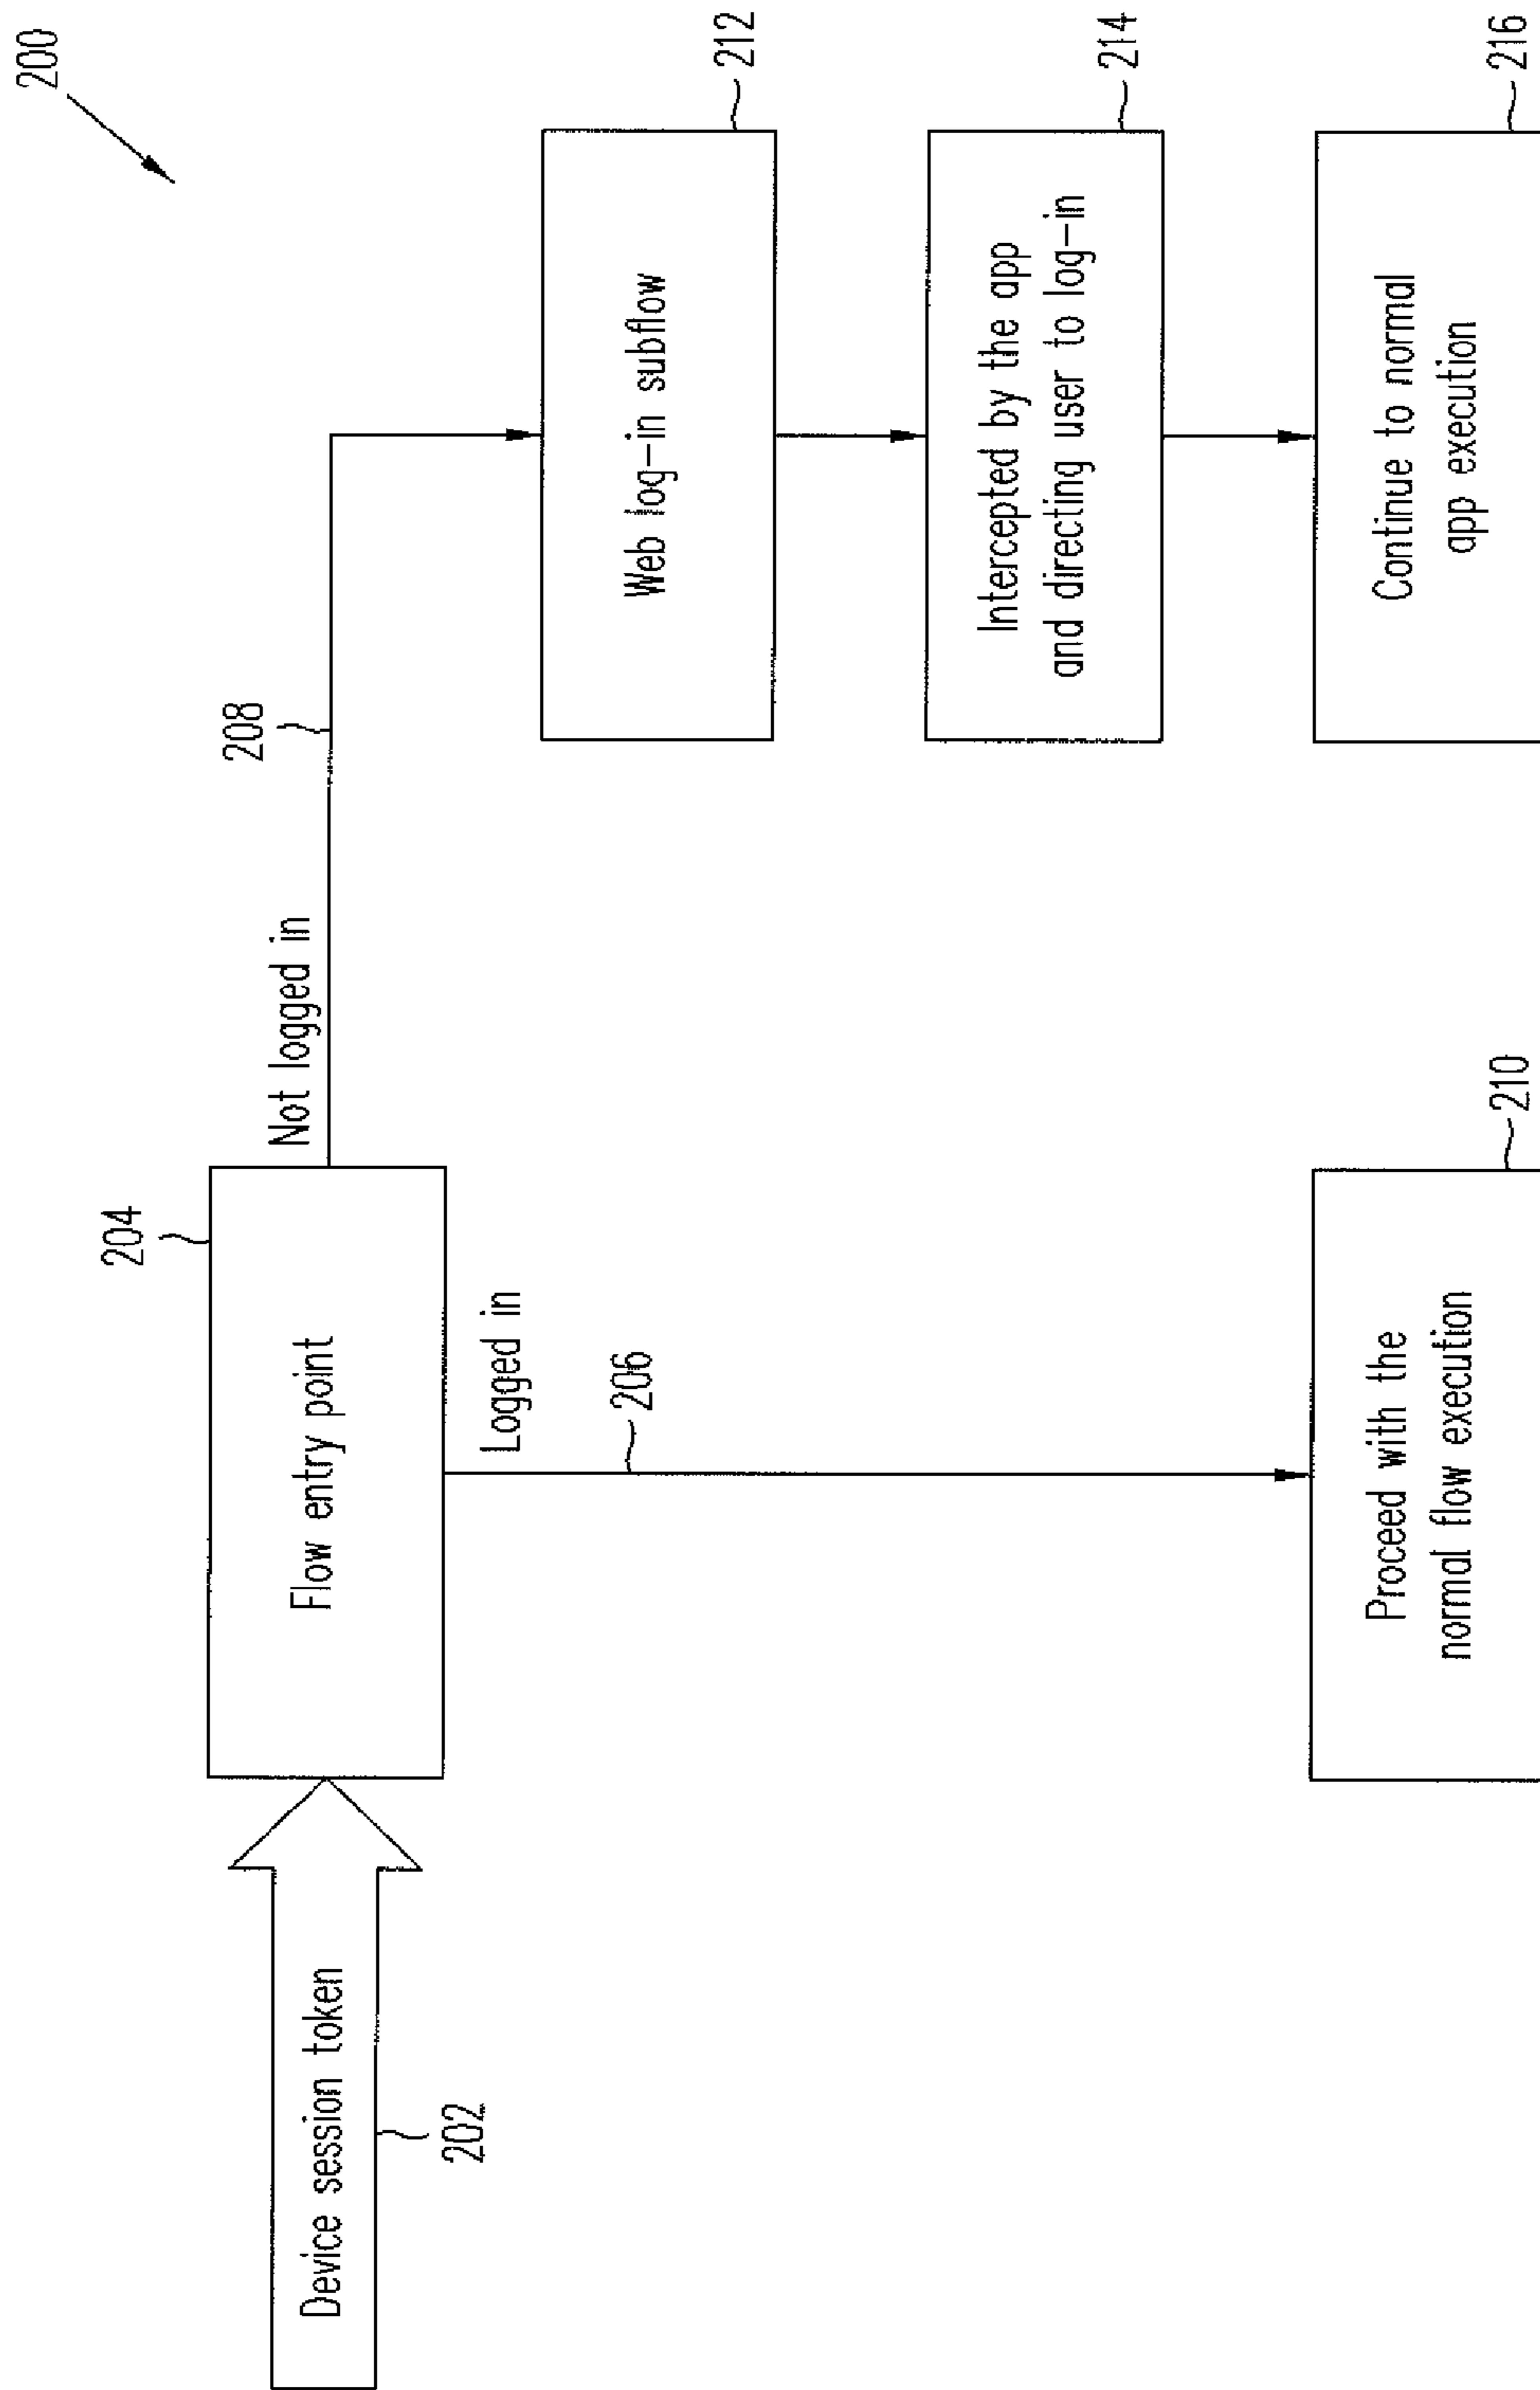 200
204
Flow entry point
Not logged in
208
Device session token
202
Logged in
206
Web log-in subflow
212
Intercepted by the app
and directing user to log-in
214
Proceed with the
normal flow execution
210
Continue to normal
app execution
216